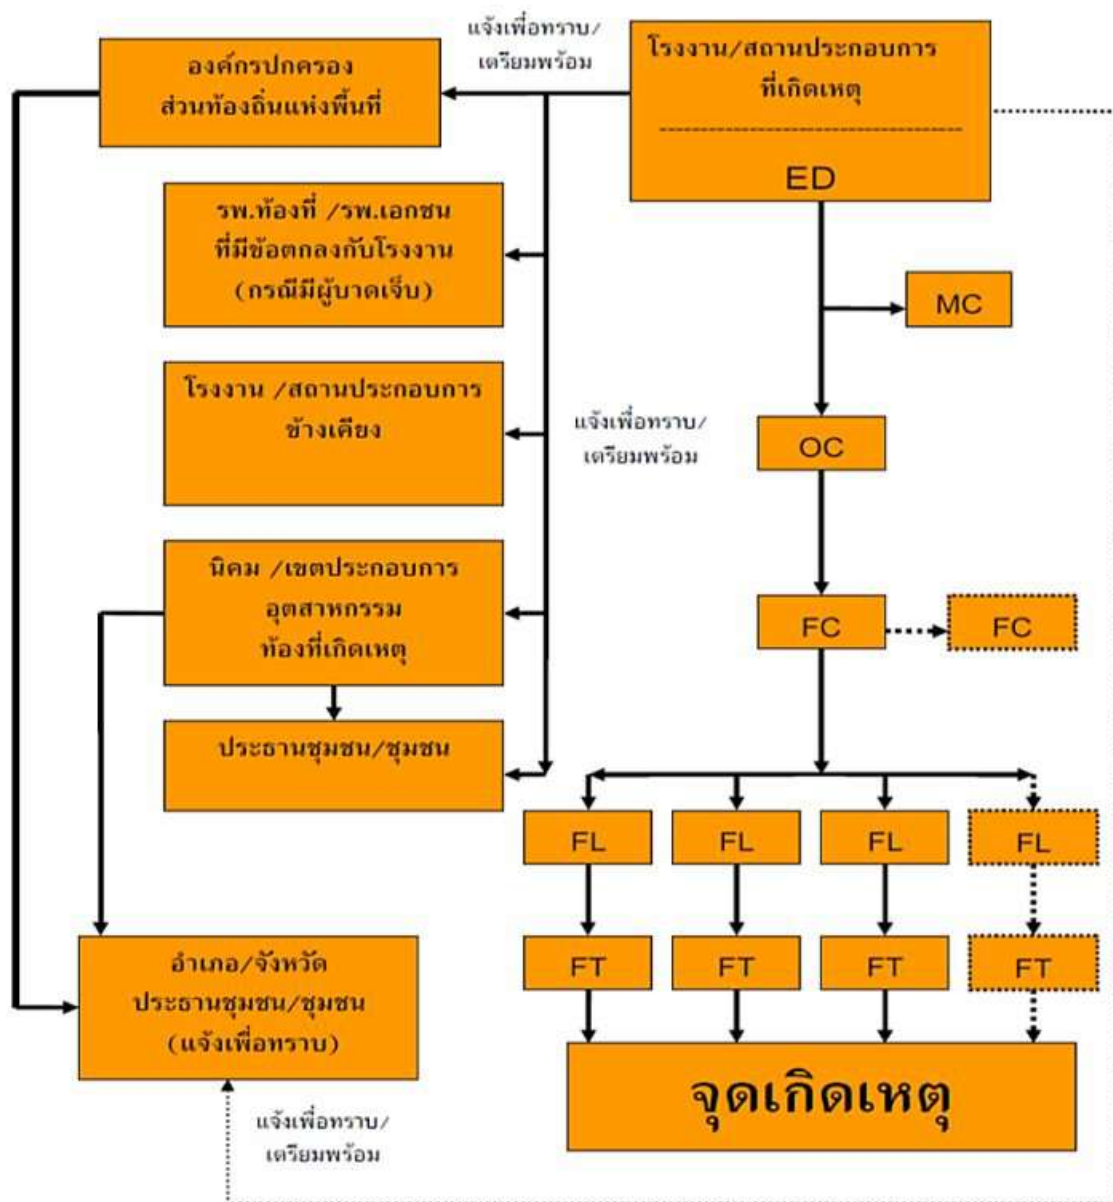 แจ้งเพื่อทราบ/
เตรียมพร้อม
องค์กรปกครอง
ส่วนท้องถิ่นแห่งพื้นที่
โรงงาน/สถานประกอบการ
ที่เกิดเหตุ
ED
รพ.ท้องที่ /รพ.เอกชน
ที่มีข้อตกลงกับโรงงาน
(กรณีมีผู้บาดเจ็บ)
MC
โรงงาน /สถานประกอบการ
ข้างเคียง
แจ้งเพื่อทราบ/
เตรียมพร้อม
OC
นิคม /เขตประกอบการ
อุตสาหกรรม
ท้องที่เกิดเหตุ
FC FC
ประธานชุมชน/ชุมชน
FL FL FL FL
อำเภอ/จังหวัด
ประธานชุมชน/ชุมชน
(แจ้งเพื่อทราบ)
FT FT FT FT
จุดเกิดเหตุ
แจ้งเพื่อทราบ/
เตรียมพร้อม